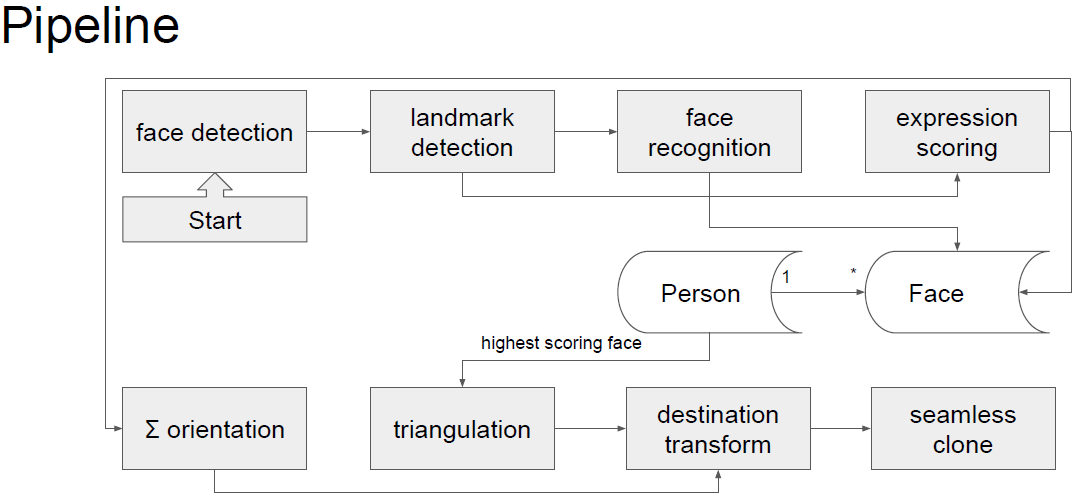 Pipeline
face detection
landmark
detection
face
recognition
expression
scoring
Start
Person
1
*
Face
highest scoring face
Σ orientation
triangulation
destination
transform
seamless
clone